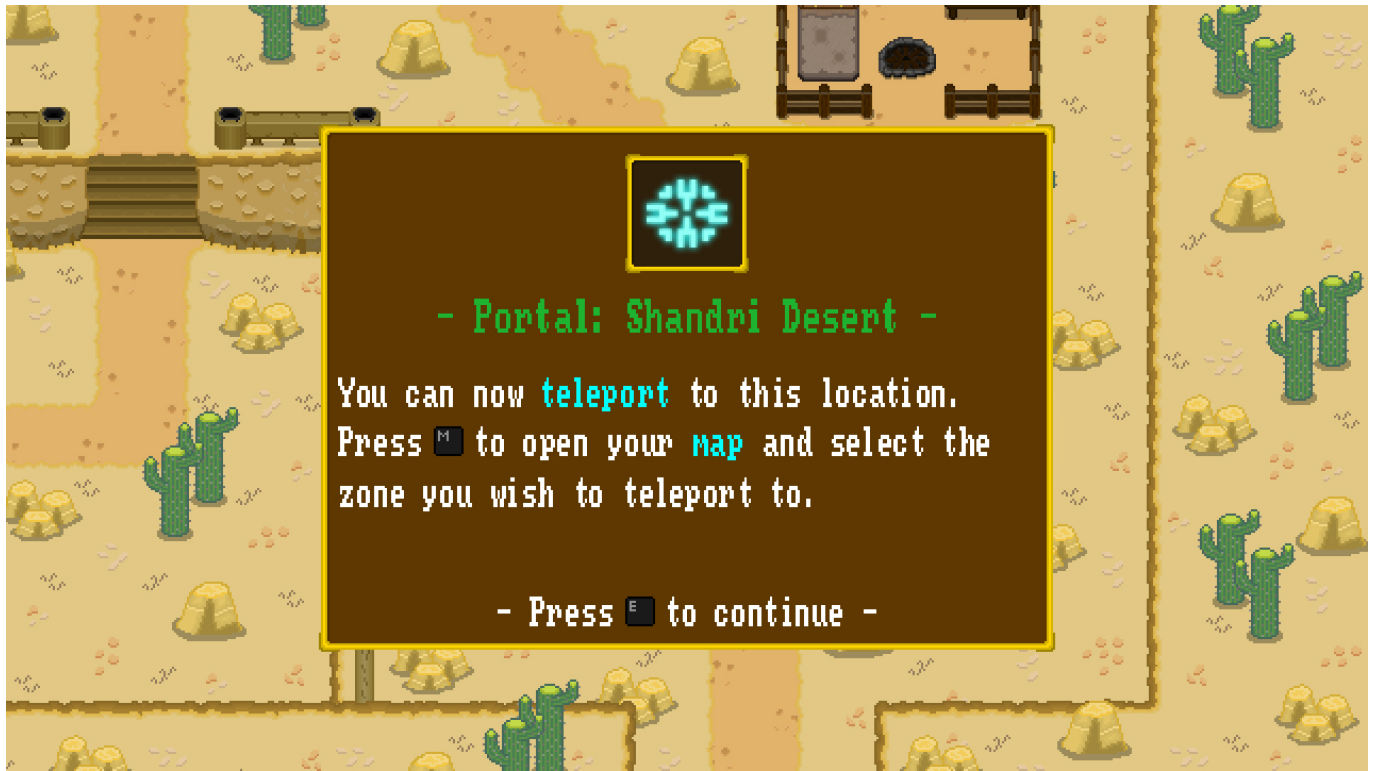 - Portal: Shandri Desert -
You can now teleport to this location.
Press M to open your map and select the
zone you wish to teleport to.
- Press E to continue -